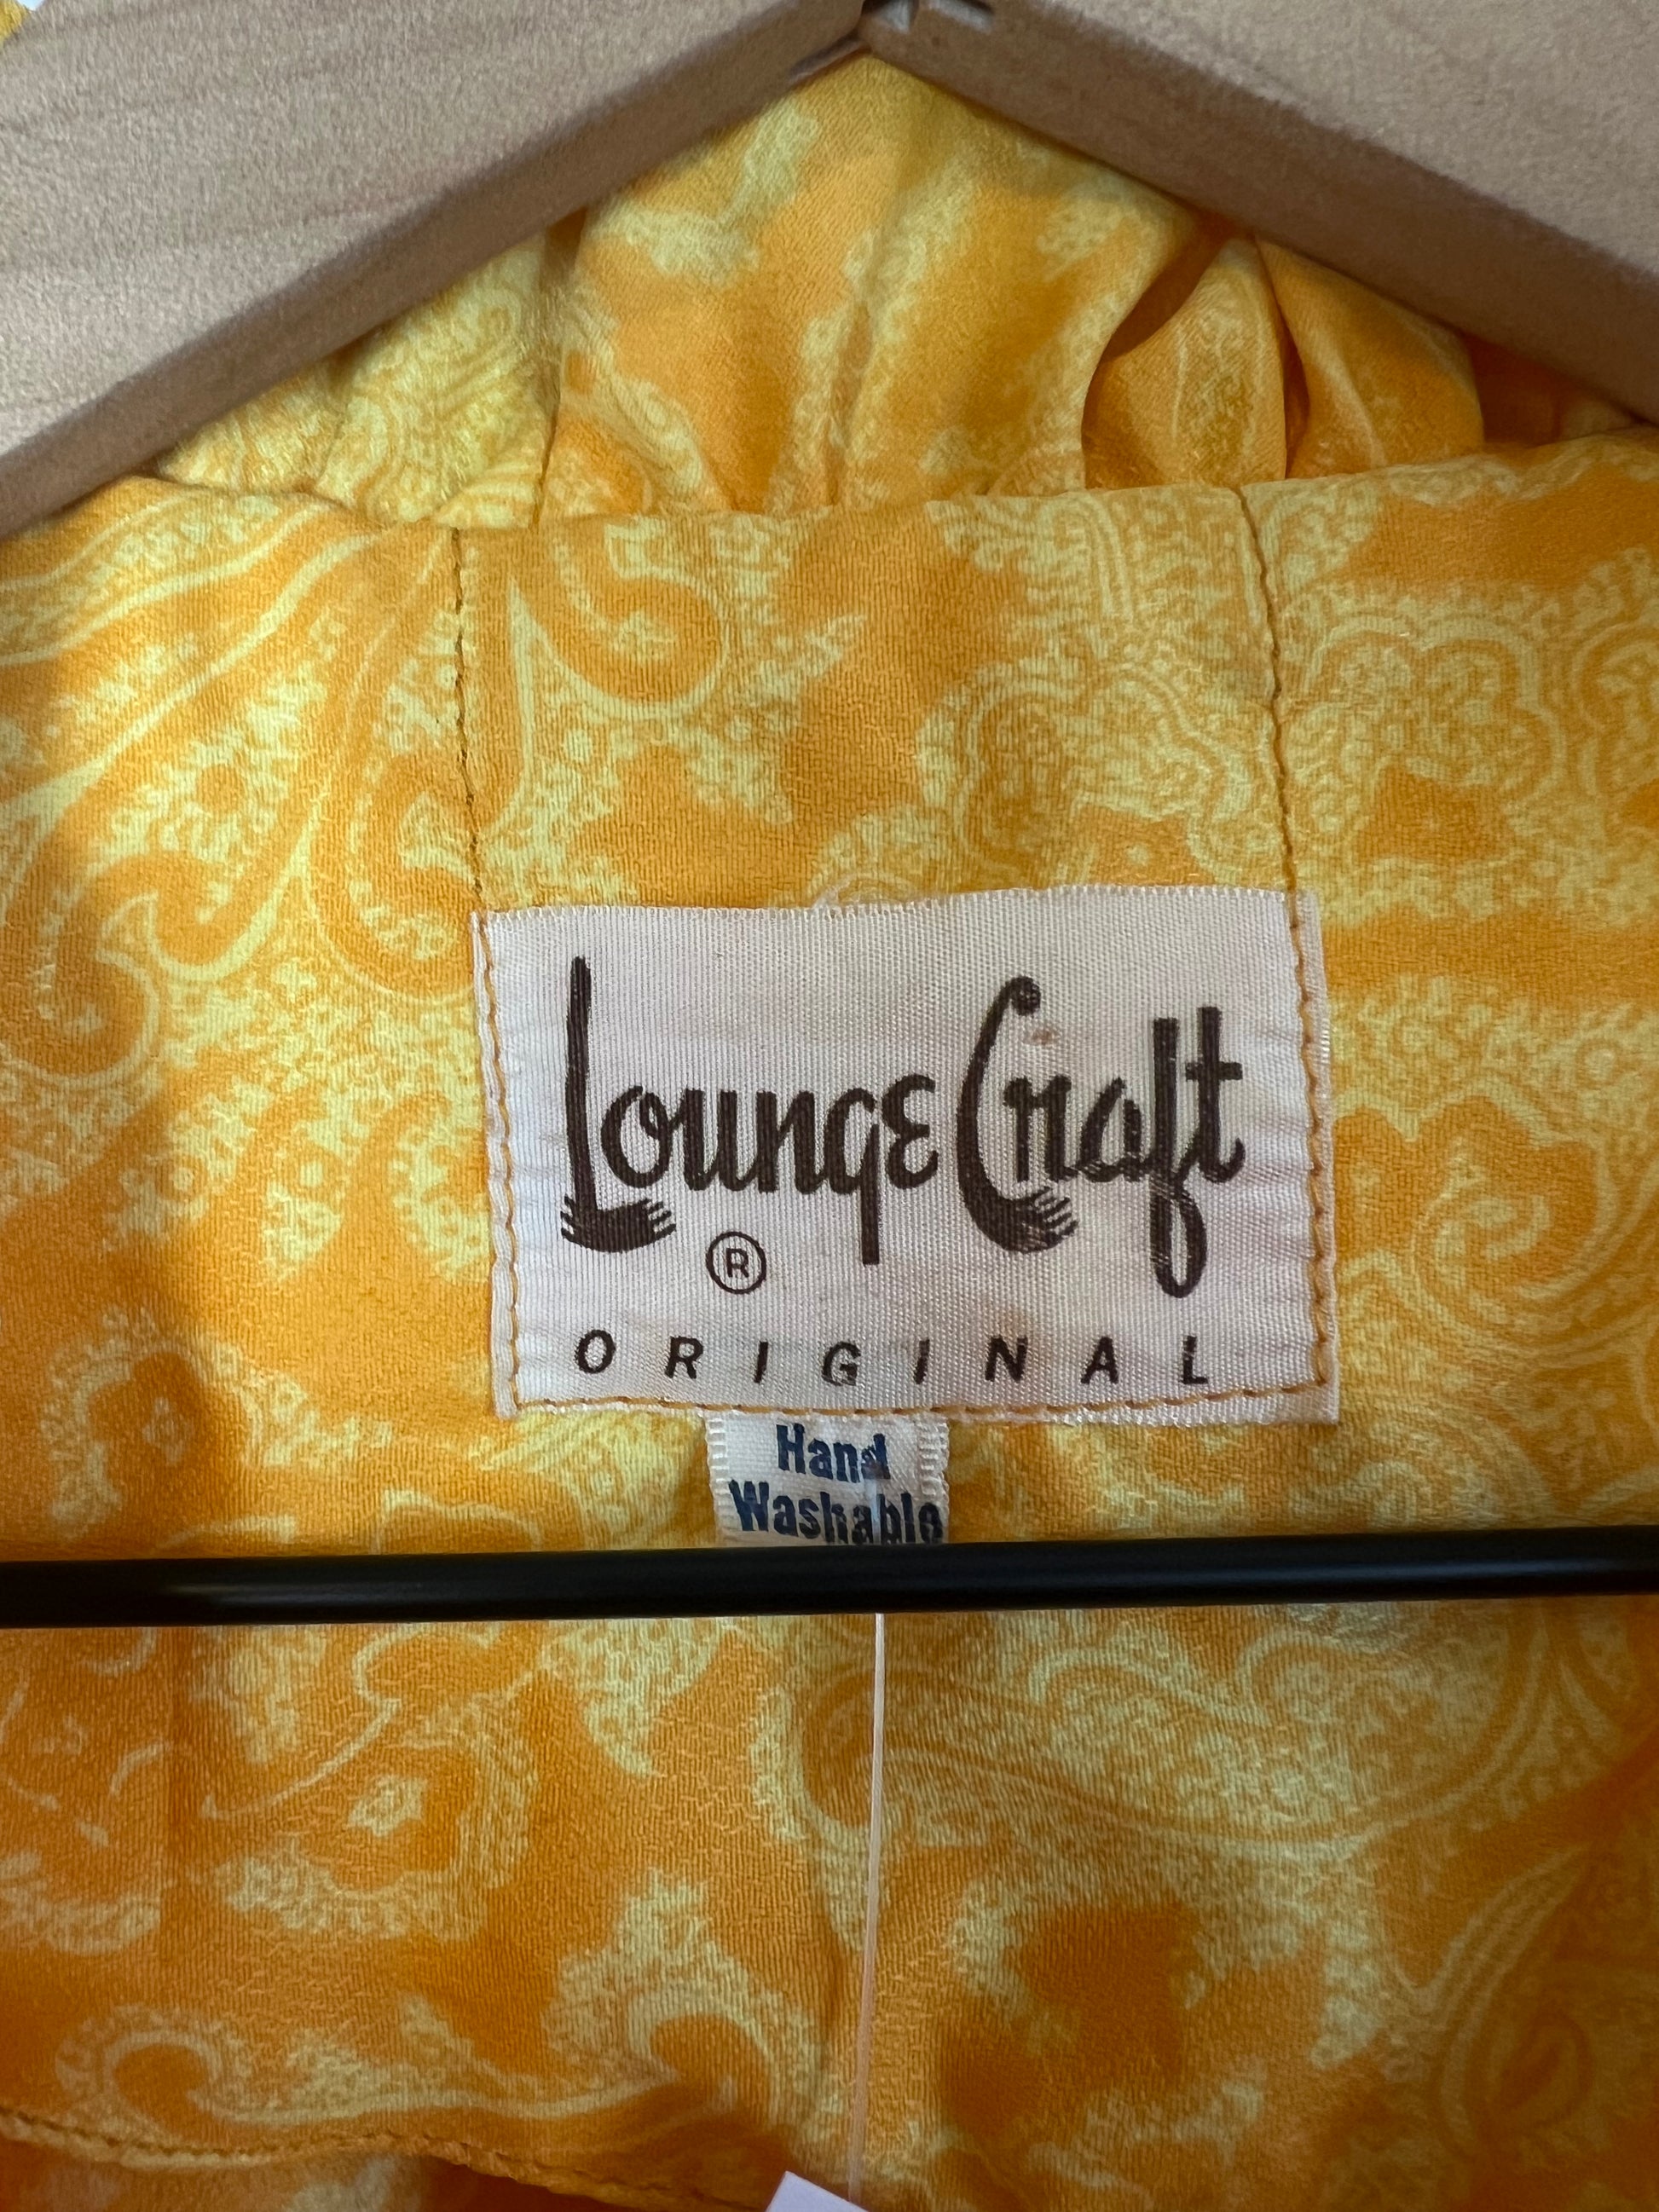 Lounge Craft
®
ORIGINAL
Hand
Washable